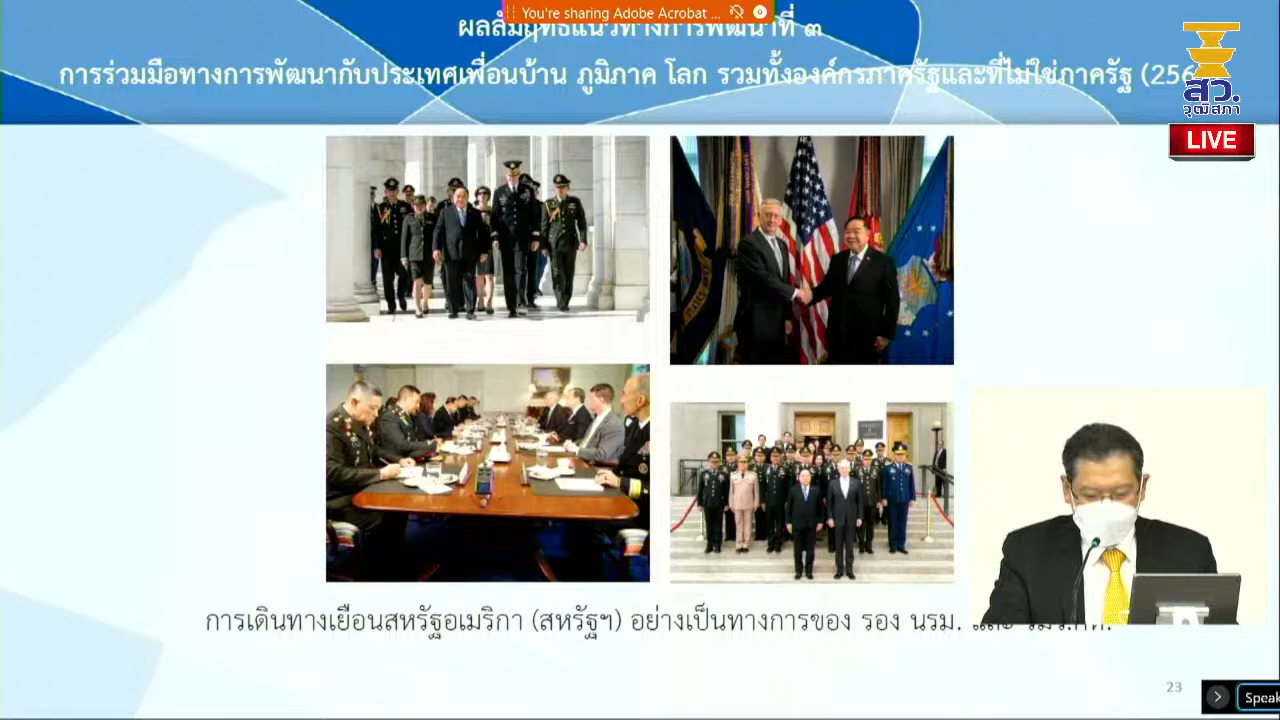 You're sharing Adobe Acrobat ...
ผลสัมฤทธิ์แนวทางการพัฒนาที่ ๓
การร่วมมือทางการพัฒนากับประเทศเพื่อนบ้าน ภูมิภาค โลก รวมทั้งองค์กรภาครัฐและที่ไม่ใช่ภาครัฐ (256
สว.
วุฒิสภา
LIVE
การเดินทางเยือนสหรัฐอเมริกา (สหรัฐฯ) อย่างเป็นทางการของ รอง นรม. และ
23
Speak